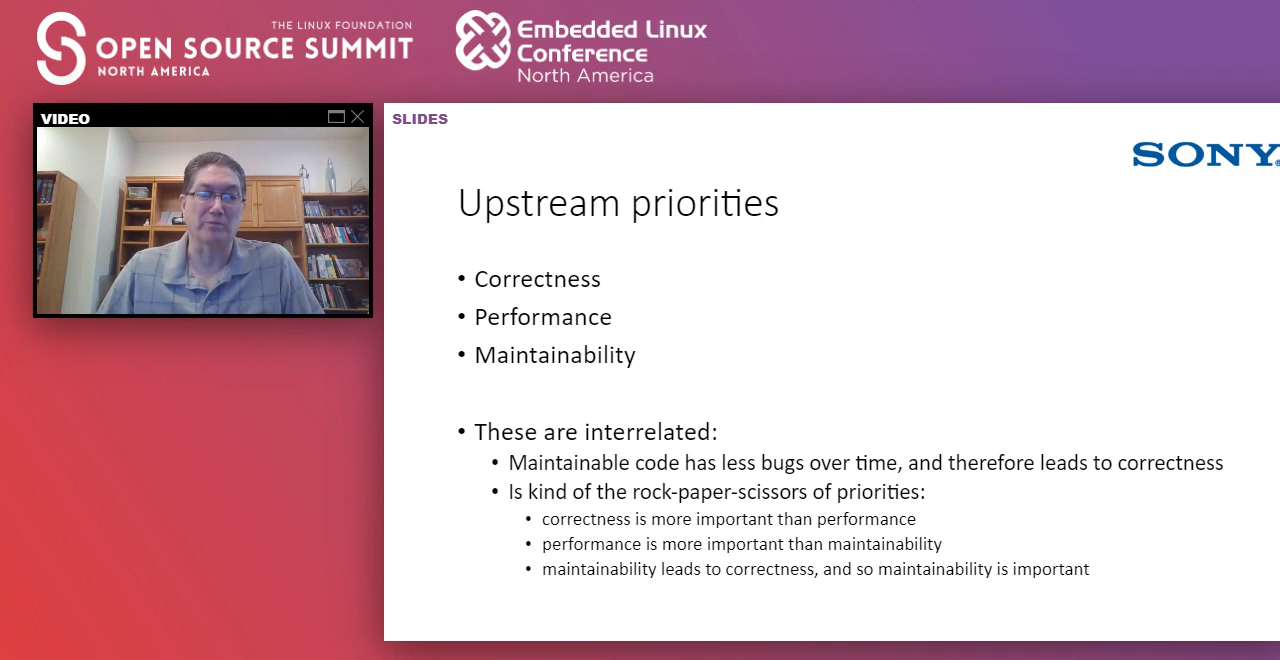 THE LINUX FOUNDATION
OPEN SOURCE SUMMIT
NORTH AMERICA
Embedded Linux
Conference
North America
VIDEO
SLIDES
SONY
Upstream priorities
• Correctness
• Performance
• Maintainability
• These are interrelated:
• Maintainable code has less bugs over time, and therefore leads to correctness
• Is kind of the rock-paper-scissors of priorities:
• correctness is more important than performance
• performance is more important than maintainability
• maintainability leads to correctness, and so maintainability is important